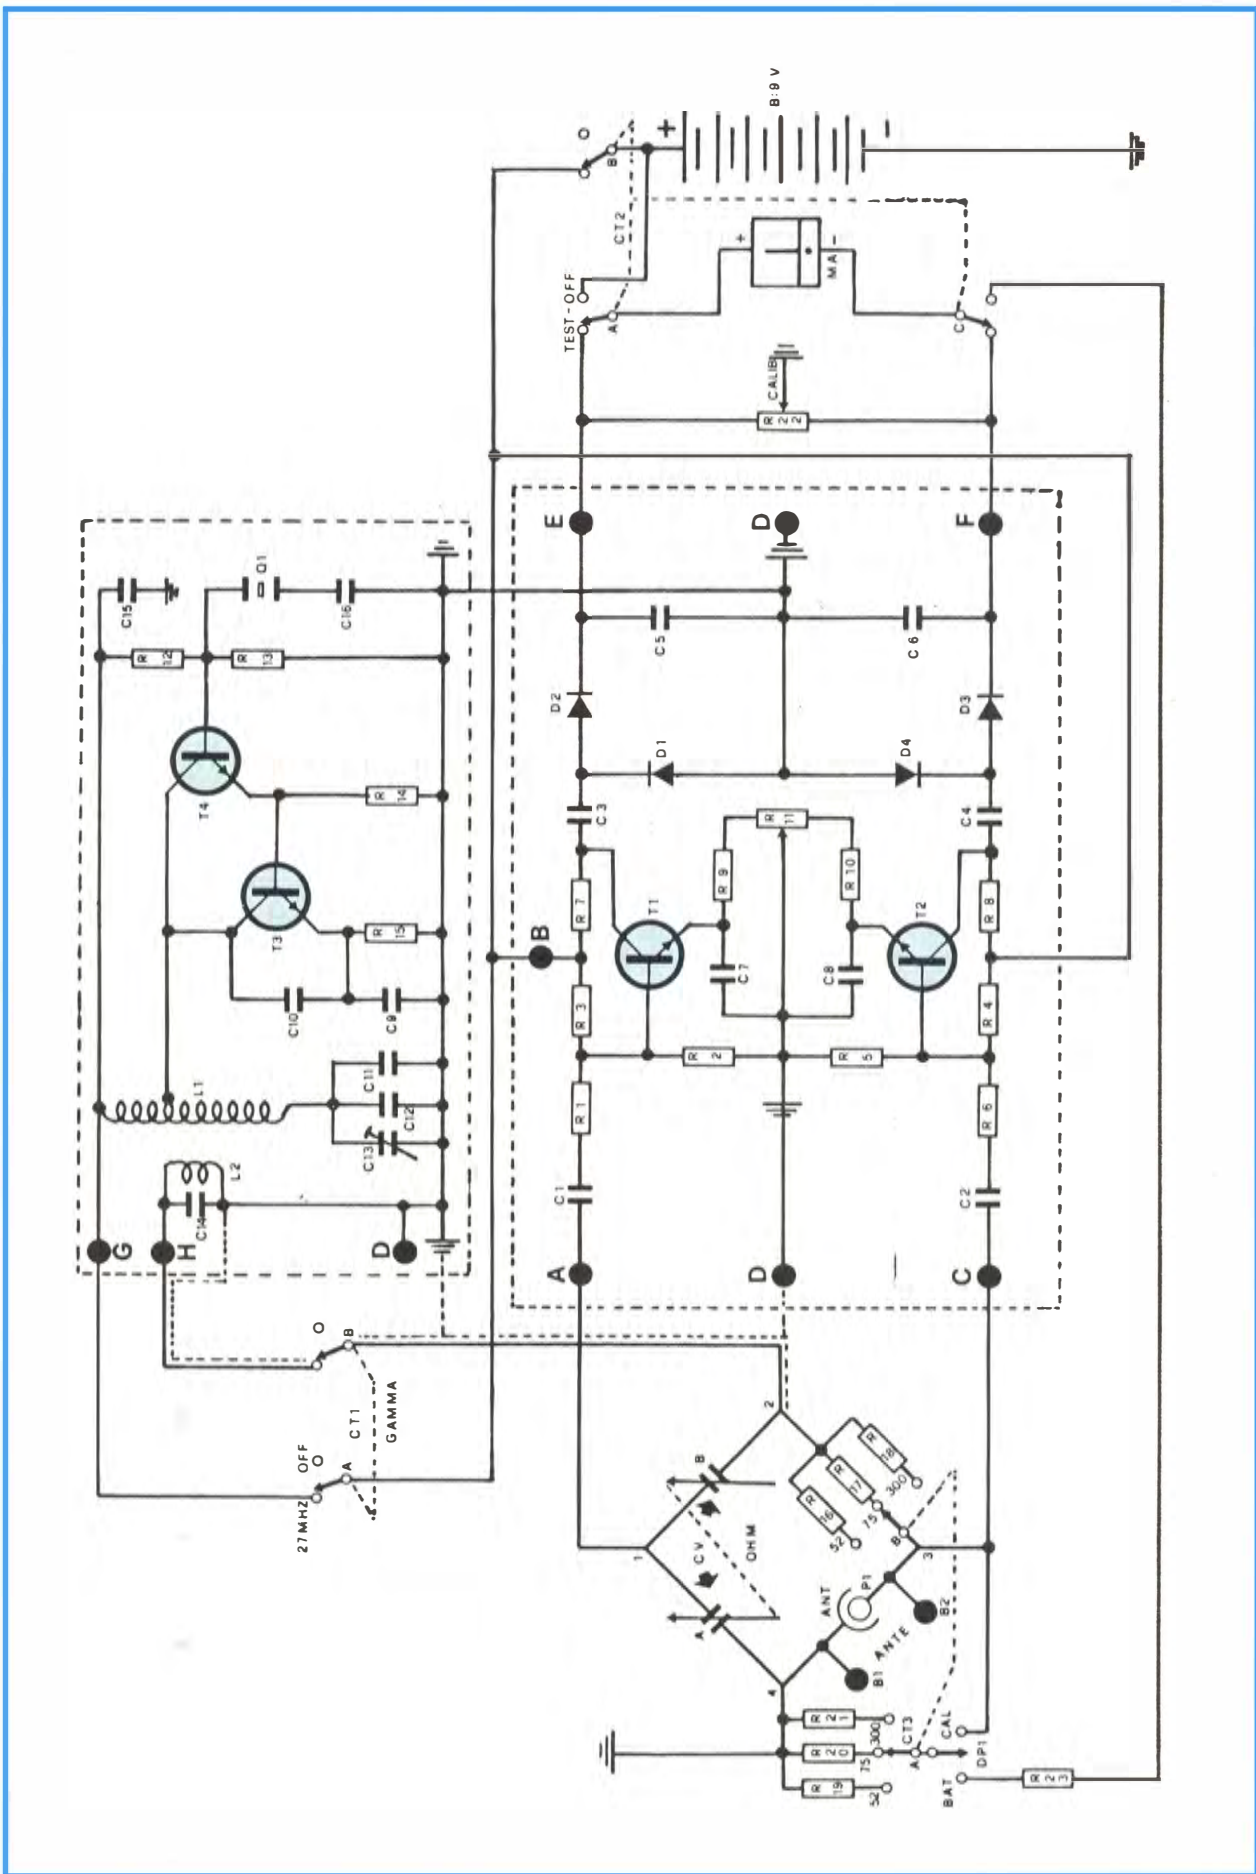 B: 9 V
+
-
O
B
CT2
TEST - OFF
A
+
MA
-
C
CALIB
R 22
E
D
F
C15
Q1
C16
R 12
R 13
T4
R 14
T3
R 15
C10
C9
L1
C11
C12
C13
L2
C14
G
H
D
C5
C6
D2
D3
D1
D4
C3
C4
R 11
R 9
R 10
R 7
R 8
T1
T2
B
C7
C8
R 3
R 4
R 2
R 5
R 1
R 6
C1
C2
A
D
C
O
B
CT1
GAMMA
27MHZ
OFF
O
A
2
B
CV
OHM
A
1
R 18
R 17
R 16
300
75
52
B
3
P1
ANT
ANTE
B2
B1
4
R 21
300
R 20
75
R 19
52
CT3
A
CAL
DP1
BAT
R 23